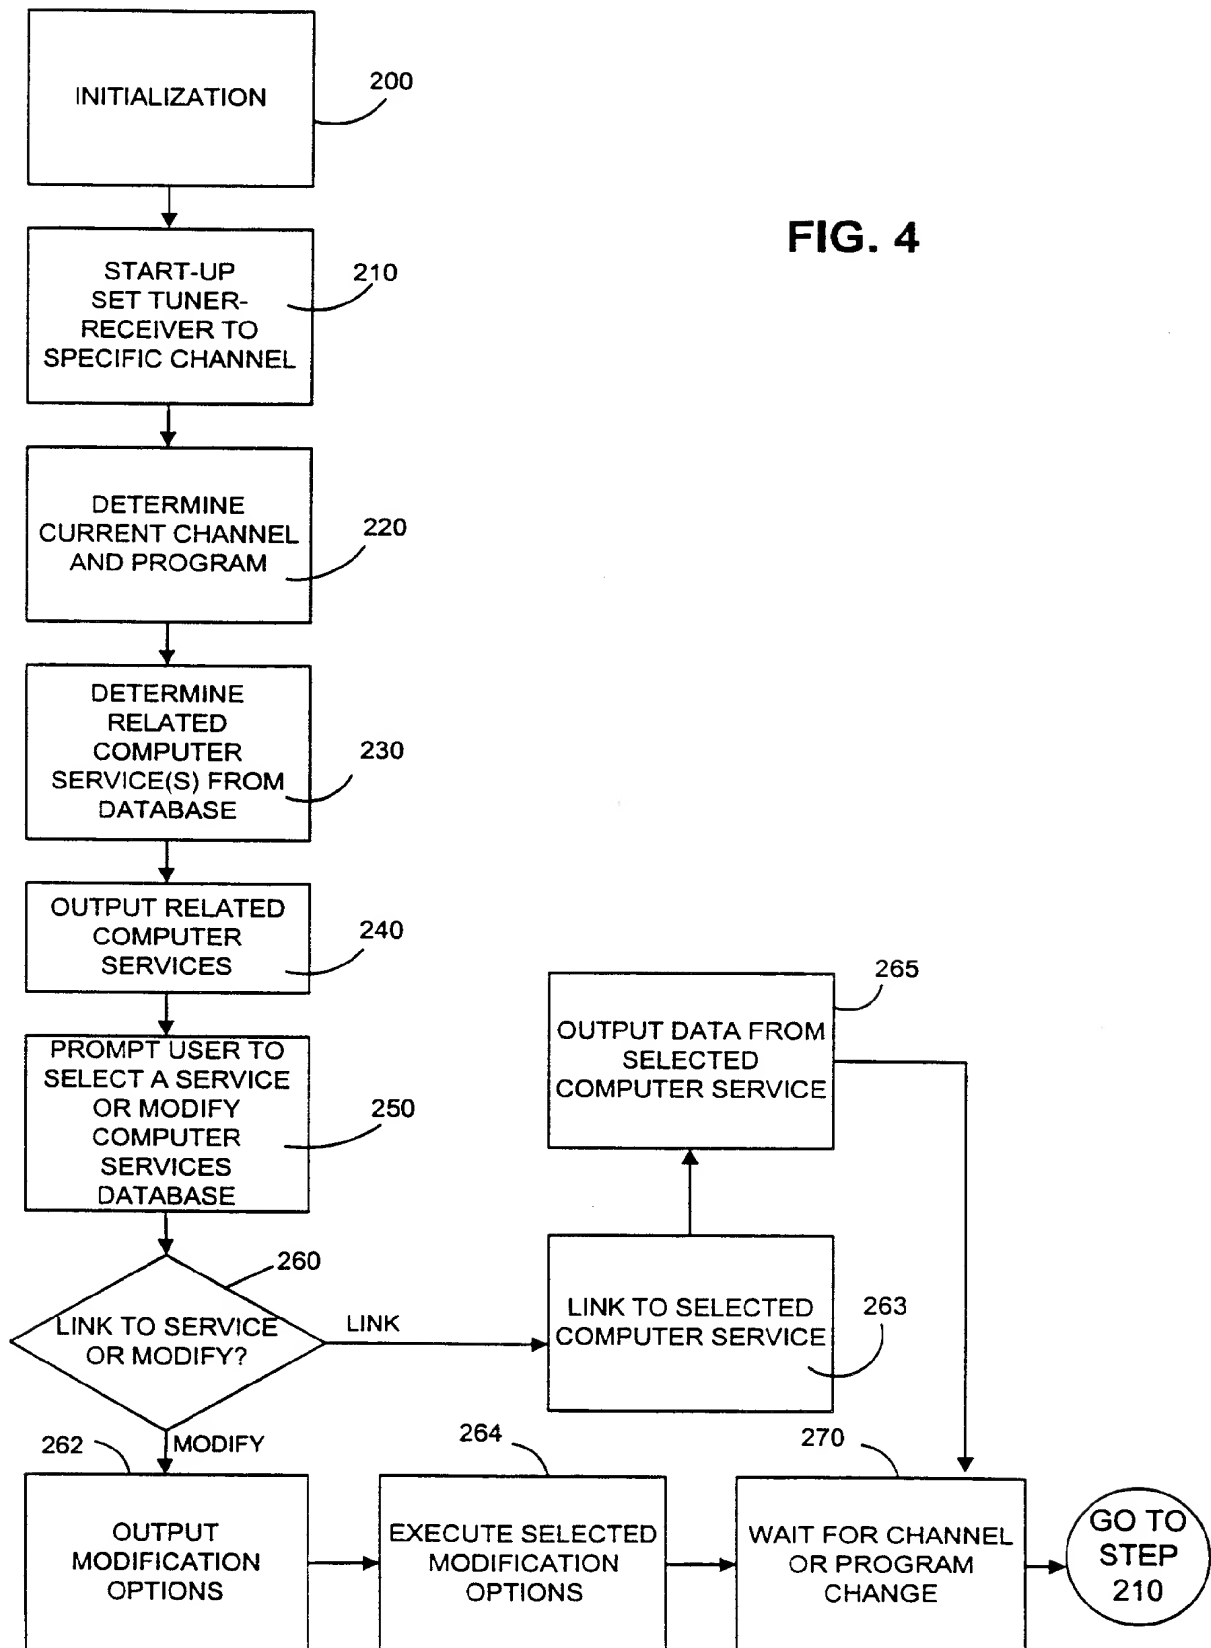 INITIALIZATION
200
FIG. 4
START-UP
SET TUNER-
RECEIVER TO
SPECIFIC CHANNEL
210
DETERMINE
CURRENT CHANNEL
AND PROGRAM
220
DETERMINE
RELATED
COMPUTER
SERVICE(S) FROM
DATABASE
230
OUTPUT RELATED
COMPUTER
SERVICES
240
PROMPT USER TO
SELECT A SERVICE
OR MODIFY
COMPUTER
SERVICES
DATABASE
250
265
OUTPUT DATA FROM
SELECTED
COMPUTER SERVICE
260
LINK TO SERVICE
OR MODIFY?
LINK
LINK TO SELECTED
COMPUTER SERVICE
263
MODIFY
262
OUTPUT
MODIFICATION
OPTIONS
264
EXECUTE SELECTED
MODIFICATION
OPTIONS
270
WAIT FOR CHANNEL
OR PROGRAM
CHANGE
GO TO
STEP
210